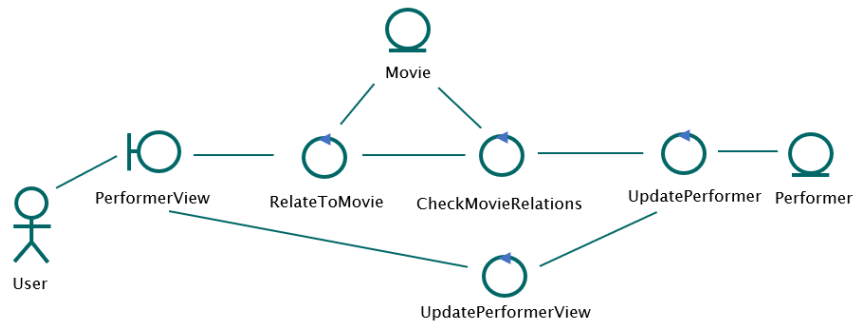 Movie
PerformerView
RelateToMovie
CheckMovieRelations
UpdatePerformer
Performer
User
UpdatePerformerView